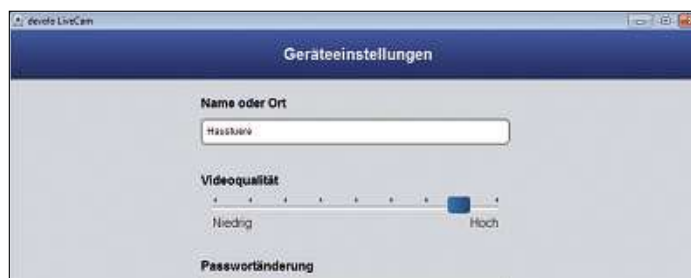 devolo LiveCam
Geräteeinstellungen
Name oder Ort
Haustuere
Videoqualität
Niedrig Hoch
Passwortänderung